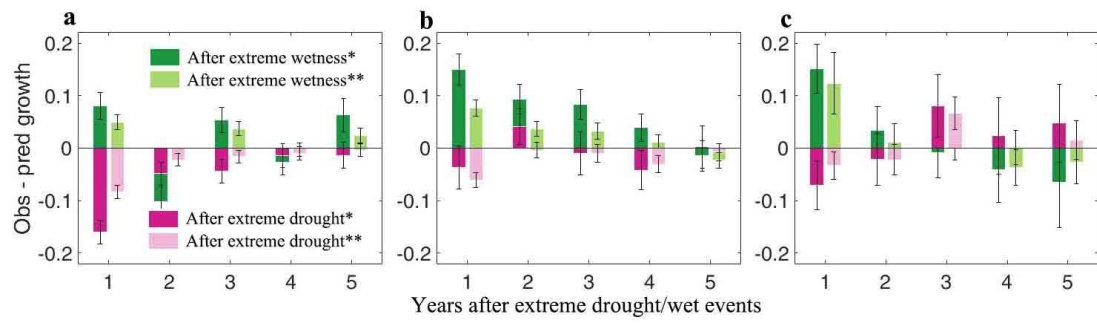 a
b
c
0.2
0.1
0
-0.1
-0.2
Obs - pred growth
After extreme wetness*
After extreme wetness**
After extreme drought*
After extreme drought**
1 2 3 4 5
0.2
0.1
0
-0.1
-0.2
1 2 3 4 5
0.2
0.1
0
-0.1
-0.2
1 2 3 4 5
Years after extreme drought/wet events